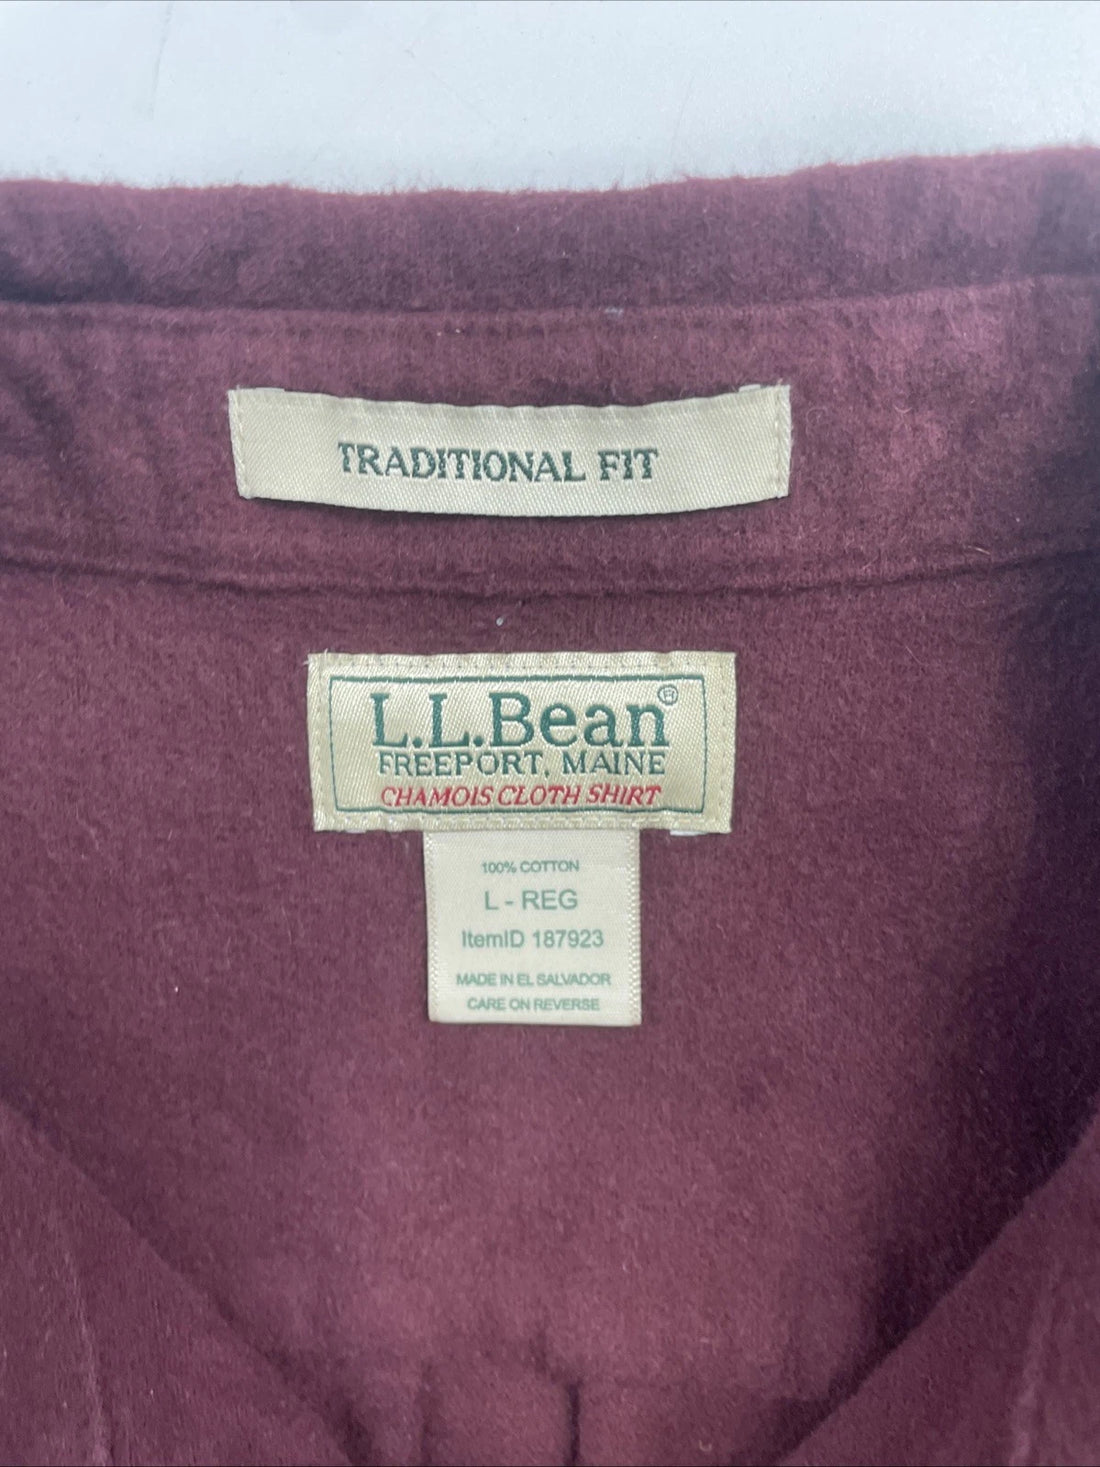 TRADITIONAL FIT
L.L.Bean®
FREEPORT, MAINE
CHAMOIS CLOTH SHIRT
100% COTTON
L - REG
ItemID 187923
MADE IN EL SALVADOR
CARE ON REVERSE